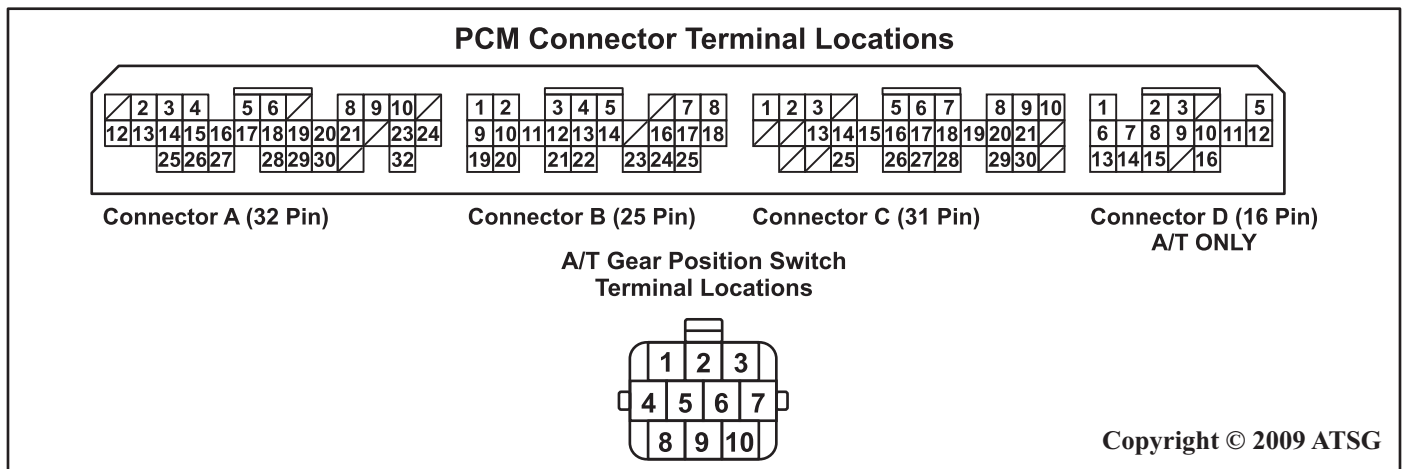 PCM Connector Terminal Locations
2 3 4 5 6 8 9 10 1 2 3 4 5 7 8 1 2 3 5 6 7 8 9 10 1 2 3 5
12 13 14 15 16 17 18 19 20 21 23 24 9 10 11 12 13 14 16 17 18 13 14 15 16 17 18 19 20 21 6 7 8 9 10 11 12
25 26 27 28 29 30 32 19 20 21 22 23 24 25 25 26 27 28 29 30 13 14 15 16
Connector A (32 Pin) Connector B (25 Pin) Connector C (31 Pin) Connector D (16 Pin)
A/T ONLY
A/T Gear Position Switch
Terminal Locations
1 2 3
4 5 6 7
8 9 10
Copyright © 2009 ATSG